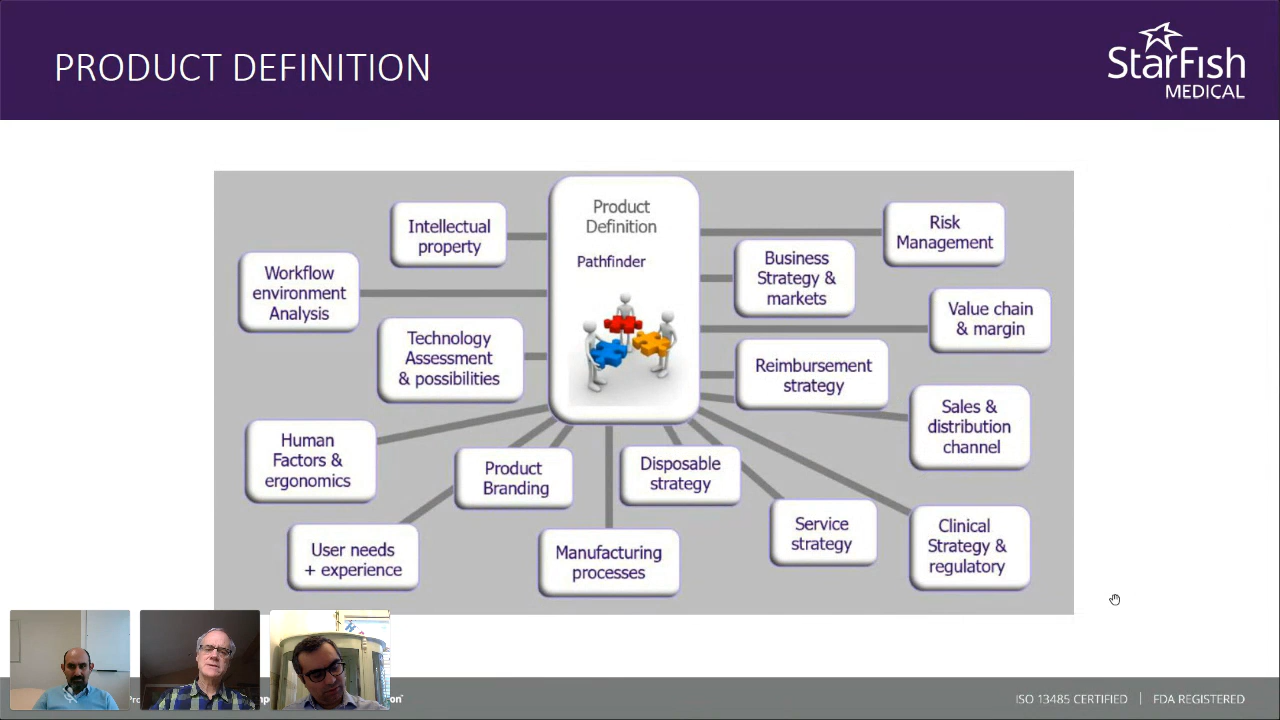 PRODUCT DEFINITION
StarFish
MEDICAL
Product
Definition
Pathfinder
Intellectual
property
Workflow
environment
Analysis
Technology
Assessment
& possibilities
Human
Factors &
ergonomics
User needs
+ experience
Product
Branding
Manufacturing
processes
Disposable
strategy
Service
strategy
Clinical
Strategy &
regulatory
Sales &
distribution
channel
Reimbursement
strategy
Value chain
& margin
Business
Strategy &
markets
Risk
Management
ISO 13485 CERTIFIED | FDA REGISTERED